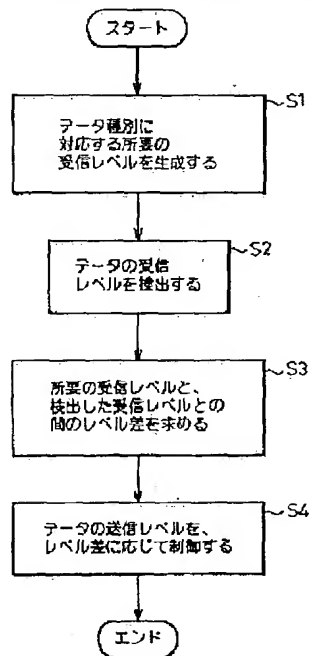 スタート
S1
データ種別に
対応する所要の
受信レベルを生成する
S2
データの受信
レベルを検出する
S3
所要の受信レベルと、
検出した受信レベルとの
間のレベル差を求める
S4
データの送信レベルを、
レベル差に応じて制御する
エンド